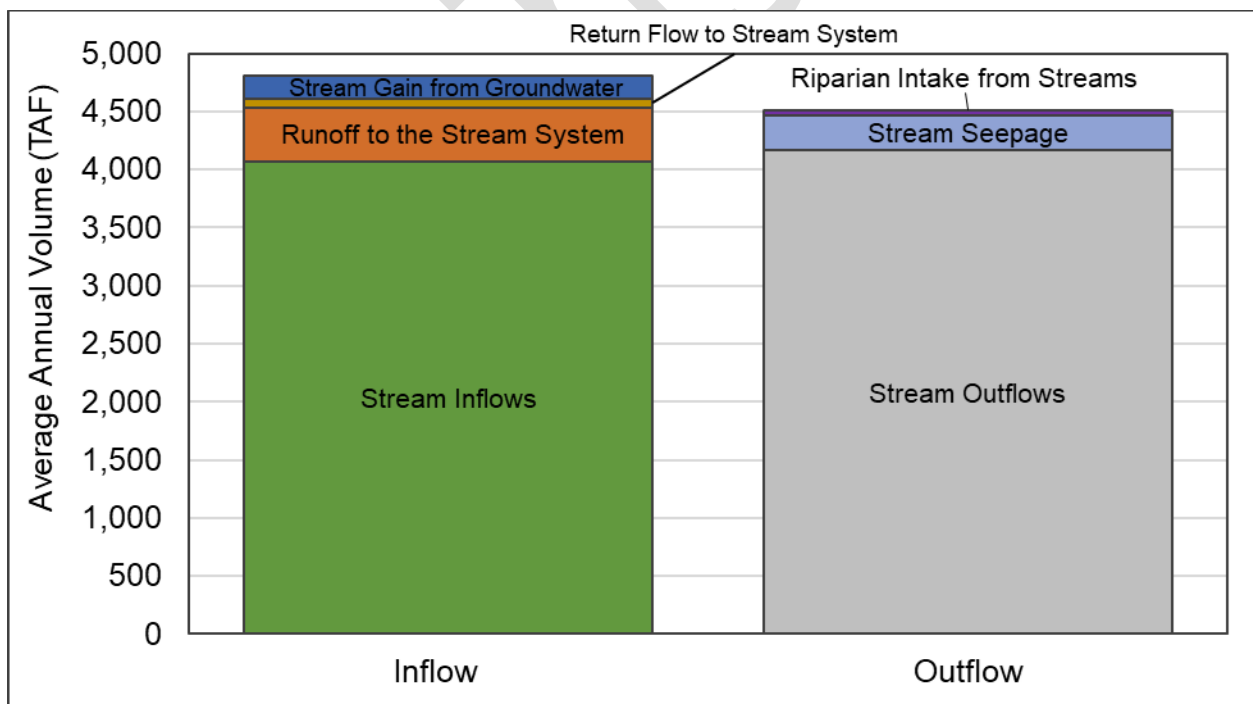 Return Flow to Stream System
5,000
Stream Gain from Groundwater
Riparian Intake from Streams
4,500
Runoff to the Stream System
Stream Seepage
4,000
3,500
3,000
2,500
Stream Inflows
Stream Outflows
2,000
1,500
1,000
500
0
Average Annual Volume (TAF)
Inflow
Outflow